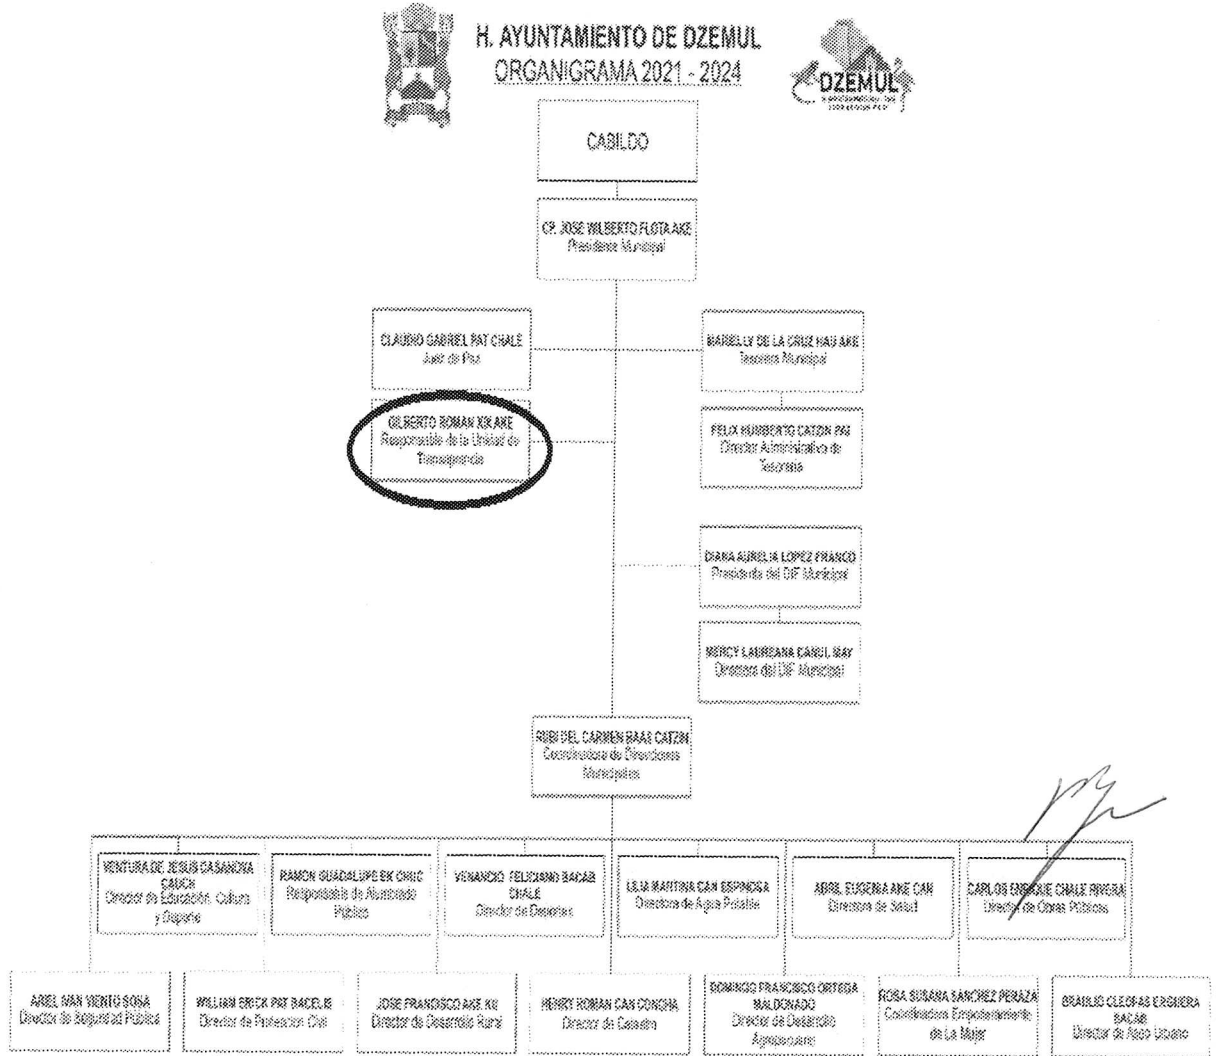 H. AYUNTAMIENTO DE DZEMUL
ORGANIGRAMA 2021 - 2024
DZEMUL
CABILDO
CP. JOSE WILBERTO FLOTA AKE
Presidente Municipal
CLAUDIO GABRIEL PAT CHALE
Juez de Paz
MARIELLY DE LA CRUZ HAU AKE
Tesorera Municipal
GILBERTO ROMAN XIX AKE
Responsable de la Unidad de
Transparencia
FELIX HUMBERTO CATZIN PAT
Director Administrativo de
Tesorería
DIANA AURELIA LOPEZ FRANCO
Presidenta del DIF Municipal
MERCY LAUREANA CANUL MAY
Directora del DIF Municipal
RUBI DEL CARMEN BAAS CATZIN
Coordinadora de Direcciones
Municipales
VENTURA DE JESUS CASANOVA
CAUCH
Director de Educación, Cultura
y Deporte
RAMON GUADALUPE EK CHUC
Responsable de Alumbrado
Público
VENANCIO FELICIANO BACAB
CHALE
Director de Deportes
LILIA MARTINA CAN ESPINOSA
Directora de Agua Potable
ABRIL EUGENIA AKE CAN
Directora de Salud
CARLOS ENRIQUE CHALE RIVERA
Director de Obras Públicas
ARIEL IVAN VIENTO SOSA
Director de Seguridad Pública
WILLIAM ERICK PAT BACELIS
Director de Proteccion Civil
JOSE FRANCISCO AKE KU
Director de Desarrollo Rural
HENRY ROMAN CAN CONCHA
Director de Catastro
DOMINGO FRANCISCO ORTEGA
MALDONADO
Director de Desarrollo
Agropecuario
ROSA SUSANA SANCHEZ PERAZA
Coordinadora Empoderamiento
de La Mujer
BRAULIO CLEOFAS ERGUERA
BACAB
Director de Aseo Urbano